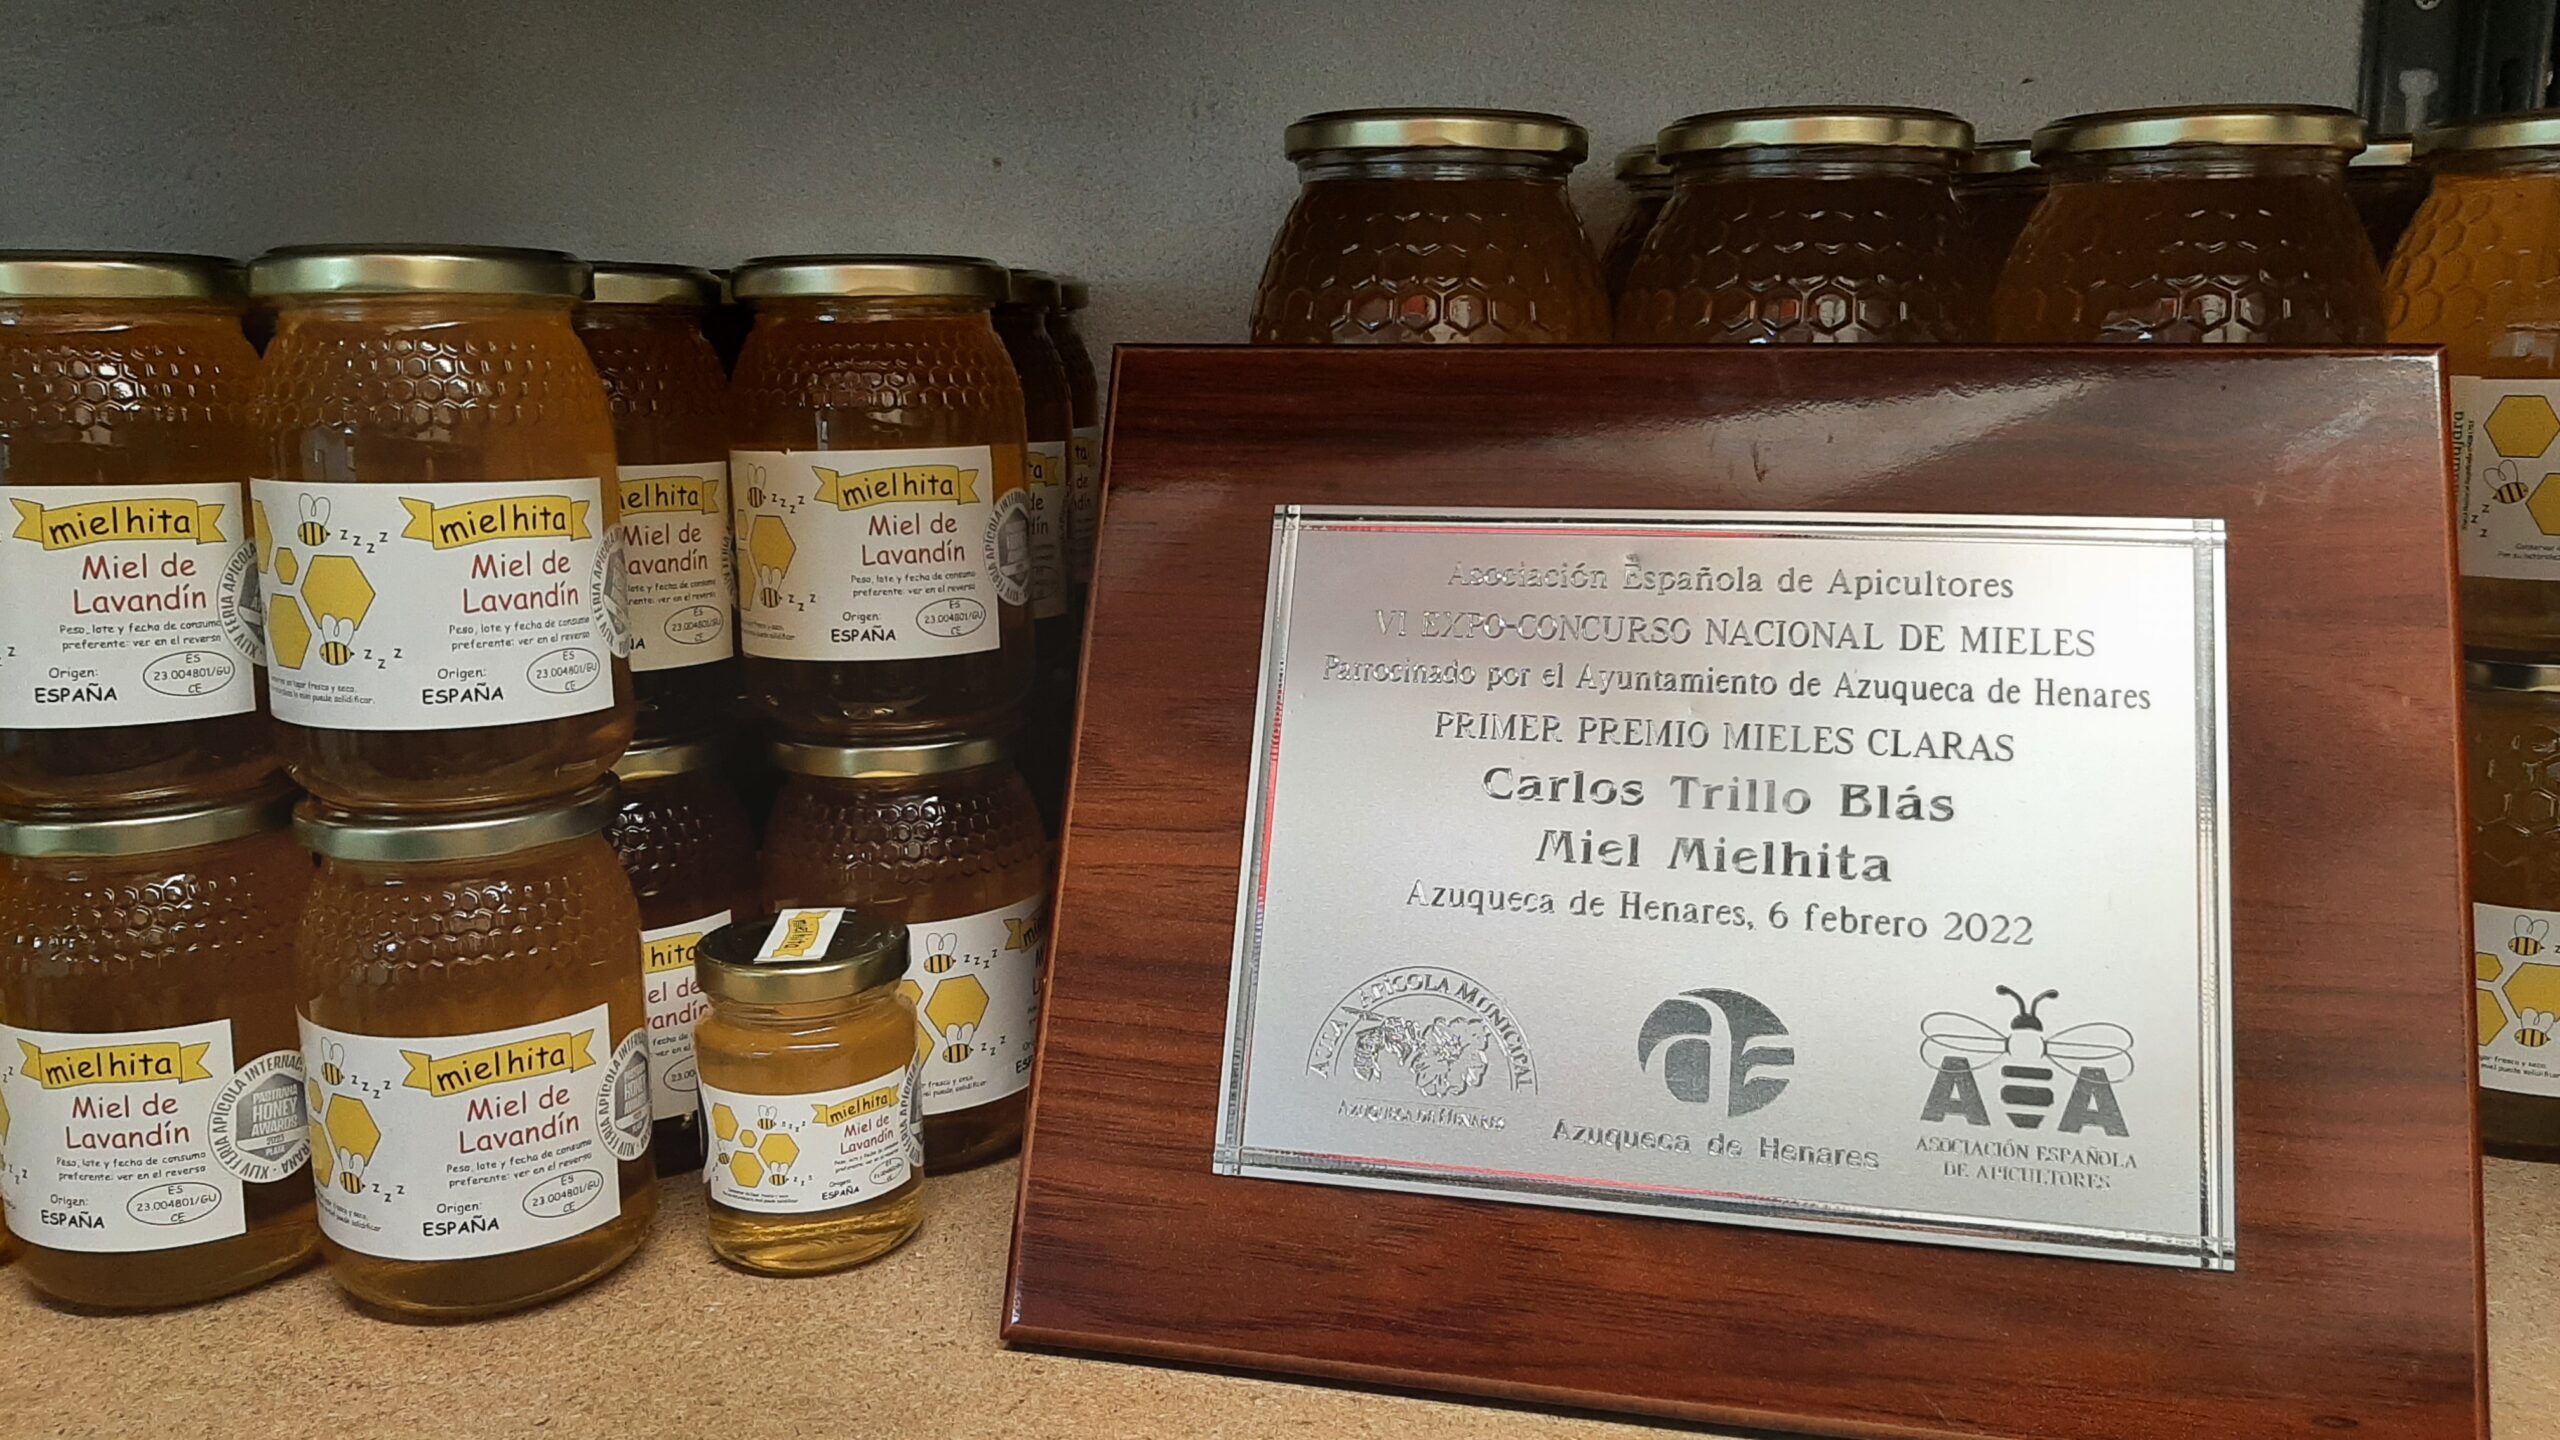 mielhita
Miel de
Lavandín
Peso, lote y fecha de consumo
preferente: ver en el reverso
Origen:
ESPAÑA
ES
23.004801/GU
CE
z z z z
mielhita
Miel de
Lavandín
Peso, lote y fecha de consumo
preferente: ver en el reverso
Origen:
ESPAÑA
ES
23.004801/GU
CE
Miel de
mielhita
Miel de
Lavandín
Peso, lote y fecha de consumo
preferente: ver en el reverso
Origen:
ESPAÑA
ES
23.004801/GU
CE
mielhita
Miel de
Lavandín
Peso, lote y fecha de consumo
preferente: ver en el reverso
Origen:
ESPAÑA
ES
23.004801/GU
CE
PASTRANA
HONEY
AWARDS
2023
PLATA
XLIV FERIA APÍCOLA
mielhita
Miel de
Lavandín
Peso, lote y fecha de consumo
preferente: ver en el reverso
Origen:
ESPAÑA
ES
23.004801/GU
CE
mielhita
mielhita
Miel de
Lavandín
Origen:
ESPAÑA
Asociación Española de Apicultores
VI EXPO-CONCURSO NACIONAL DE MIELES
Patrocinado por el Ayuntamiento de Azuqueca de Henares
PRIMER PREMIO MIELES CLARAS
Carlos Trillo Blás
Miel Mielhita
Azuqueca de Henares, 6 febrero 2022
AULA APÍCOLA MUNICIPAL
AZUQUECA DE HENARES
Azuqueca de Henares
AEA
ASOCIACIÓN ESPAÑOLA
DE APICULTORES